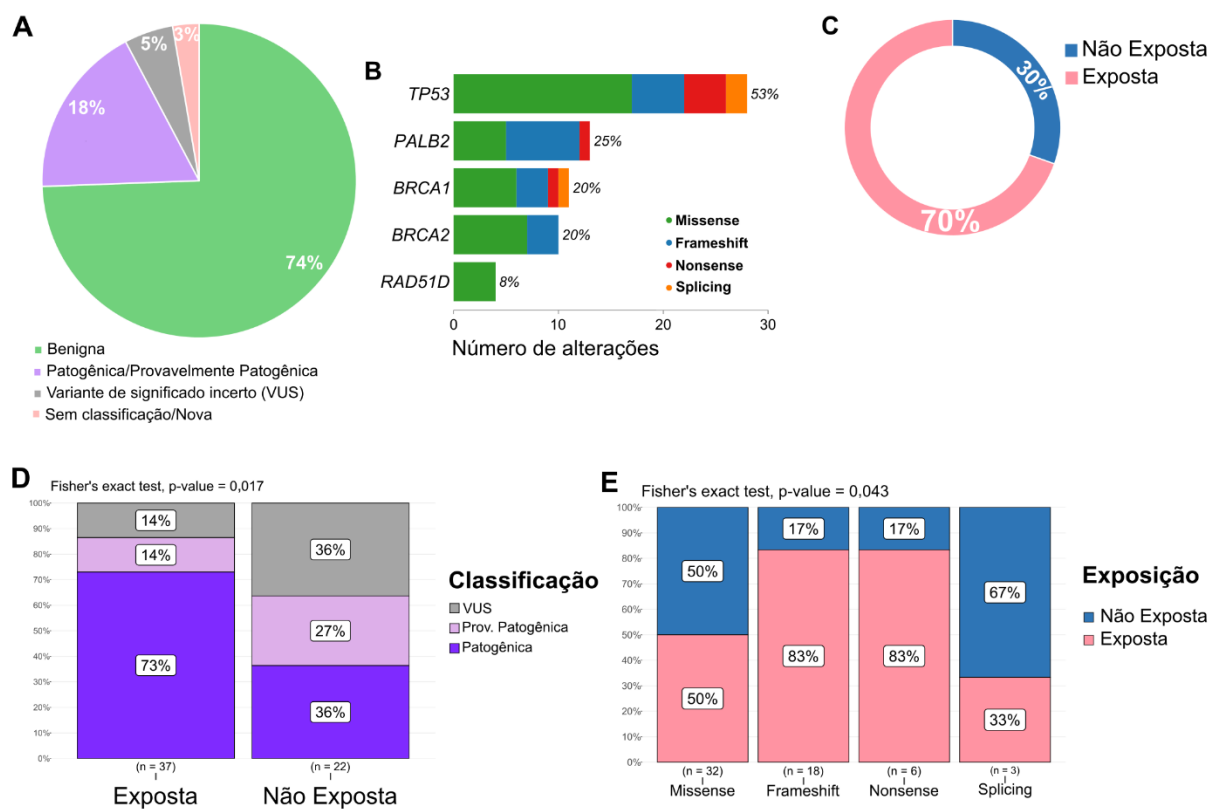 A
3%
5%
18%
74%
Benigna
Patogênica/Provavelmente Patogênica
Variante de significado incerto (VUS)
Sem classificação/Nova
B
TP53
53%
PALB2
25%
BRCA1
20%
BRCA2
20%
RAD51D
8%
Missense
Frameshift
Nonsense
Splicing
0
10
20
30
Número de alterações
C
30%
70%
Não Exposta
Exposta
D
Fisher's exact test, p-value = 0,017
100%
90%
80%
70%
60%
50%
40%
30%
20%
10%
0%
14%
14%
73%
36%
27%
36%
(n = 37)
(n = 22)
Exposta
Não Exposta
Classificação
VUS
Prov. Patogênica
Patogênica
E
Fisher's exact test, p-value = 0,043
100%
90%
80%
70%
60%
50%
40%
30%
20%
10%
0%
50%
50%
17%
83%
17%
83%
67%
33%
(n = 32)
(n = 18)
(n = 6)
(n = 3)
Missense
Frameshift
Nonsense
Splicing
Exposição
Não Exposta
Exposta